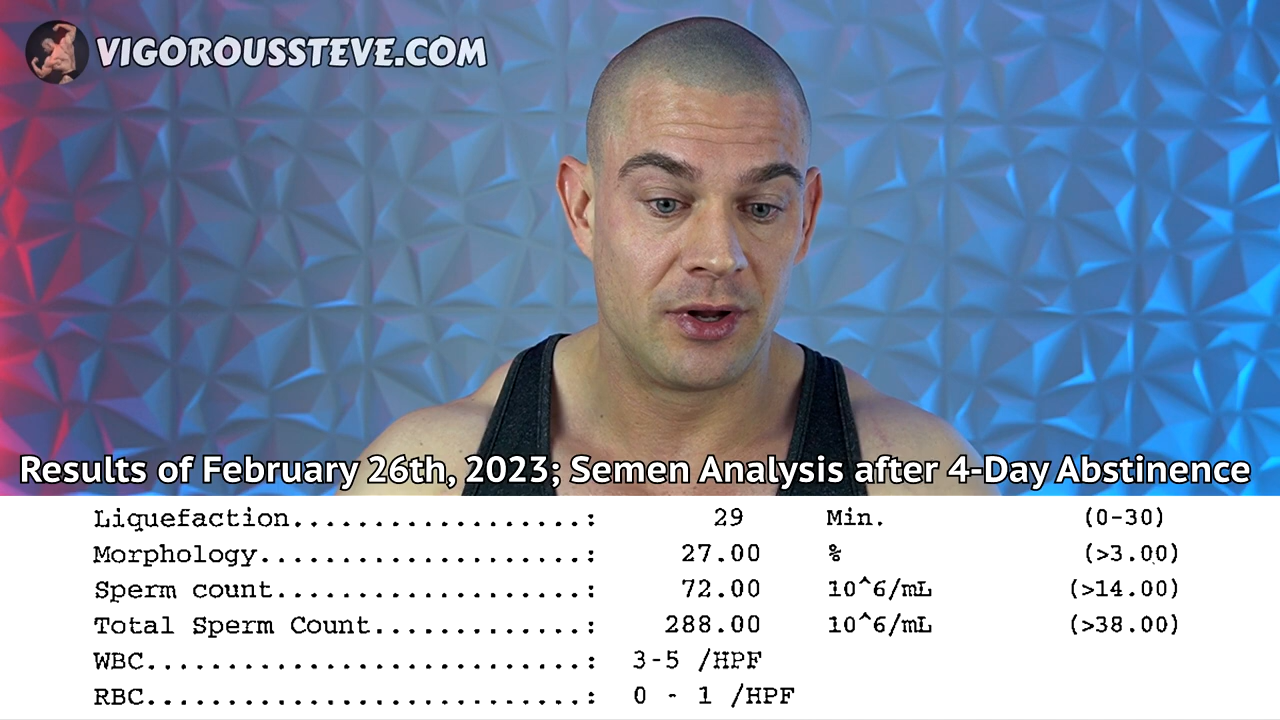 VIGOROUSSTEVE.COM
Results of February 26th, 2023; Semen Analysis after 4-Day Abstinence
Liquefaction..................: 29 Min. (0-30)
Morphology....................: 27.00 % (>3.00)
Sperm count...................: 72.00 10^6/mL (>14.00)
Total Sperm Count.............: 288.00 10^6/mL (>38.00)
WBC...........................: 3-5 /HPF
RBC...........................: 0 - 1 /HPF